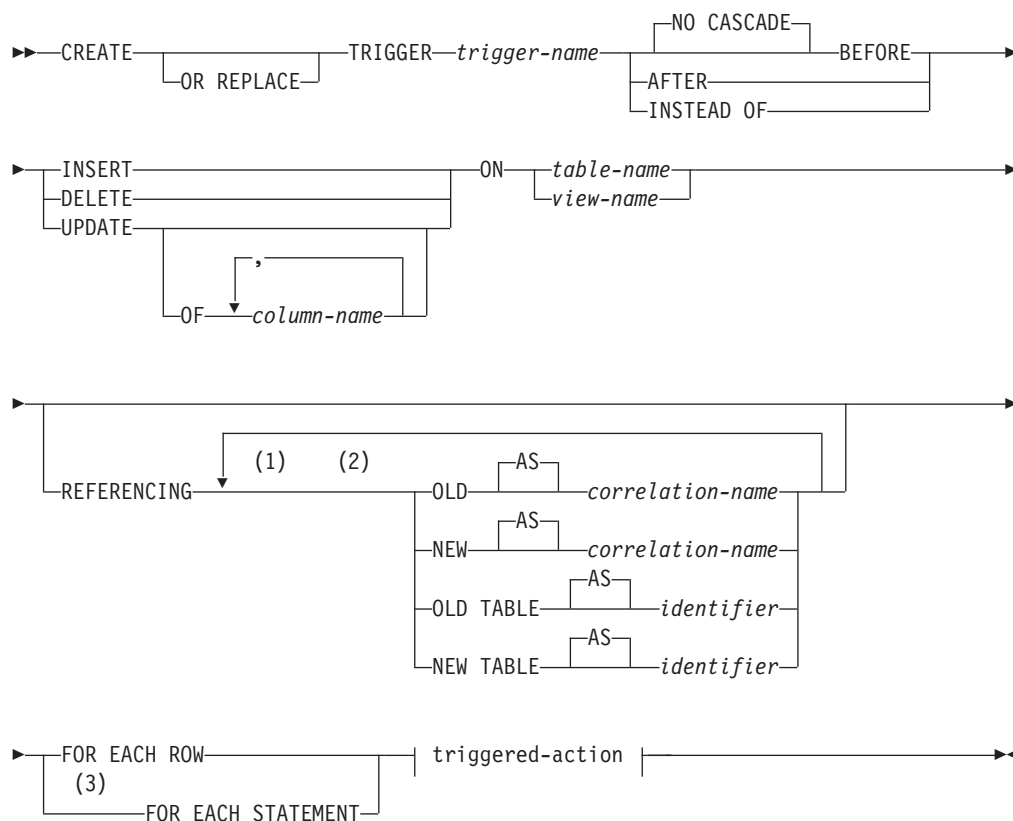 NO CASCADE
CREATE TRIGGER trigger-name BEFORE
OR REPLACE AFTER
INSTEAD OF
INSERT ON table-name
DELETE view-name
UPDATE
,
OF column-name
(1) (2) AS
REFERENCING OLD correlation-name
AS
NEW correlation-name
AS
OLD TABLE identifier
AS
NEW TABLE identifier
FOR EACH ROW triggered-action
(3)
FOR EACH STATEMENT